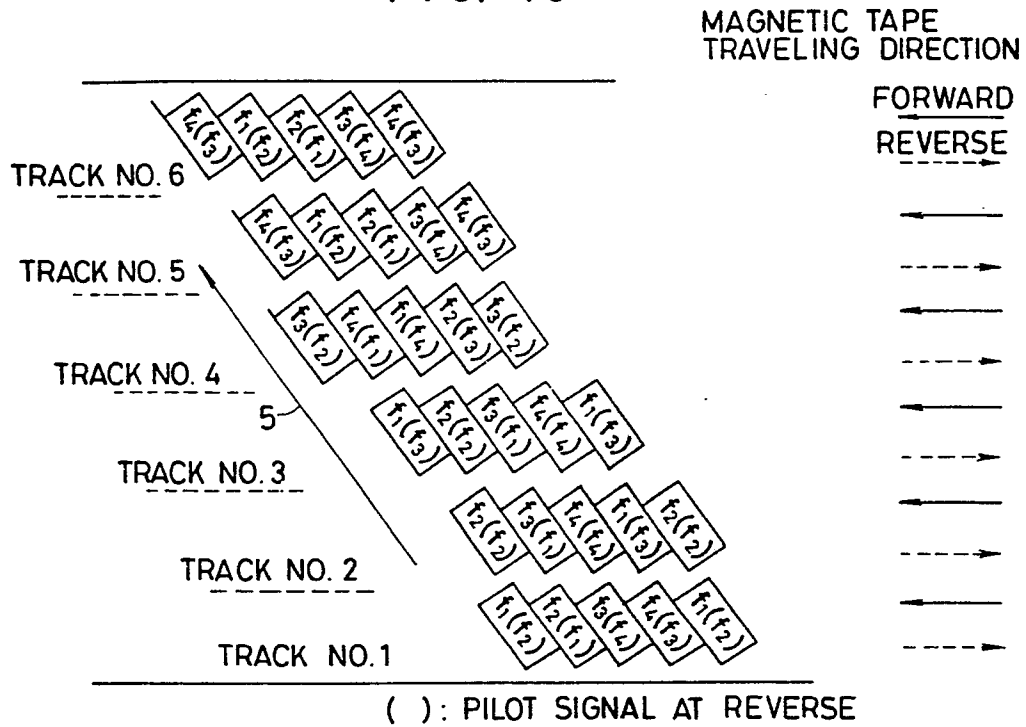 MAGNETIC TAPE
TRAVELING DIRECTION
FORWARD
REVERSE
f₄(f₃) f₁(f₂) f₂(f₁) f₃(f₄) f₄(f₃)
TRACK NO. 6
f₄(f₃) f₁(f₂) f₂(f₁) f₃(f₄) f₄(f₃)
TRACK NO. 5
f₃(f₂) f₄(f₁) f₁(f₄) f₂(f₃) f₃(f₂)
TRACK NO. 4
5
f₁(f₃) f₂(f₂) f₃(f₁) f₄(f₄) f₁(f₃)
TRACK NO. 3
f₂(f₂) f₃(f₁) f₄(f₄) f₁(f₃) f₂(f₂)
TRACK NO. 2
f₁(f₂) f₂(f₁) f₃(f₄) f₄(f₃) f₁(f₂)
TRACK NO. 1
( ): PILOT SIGNAL AT REVERSE